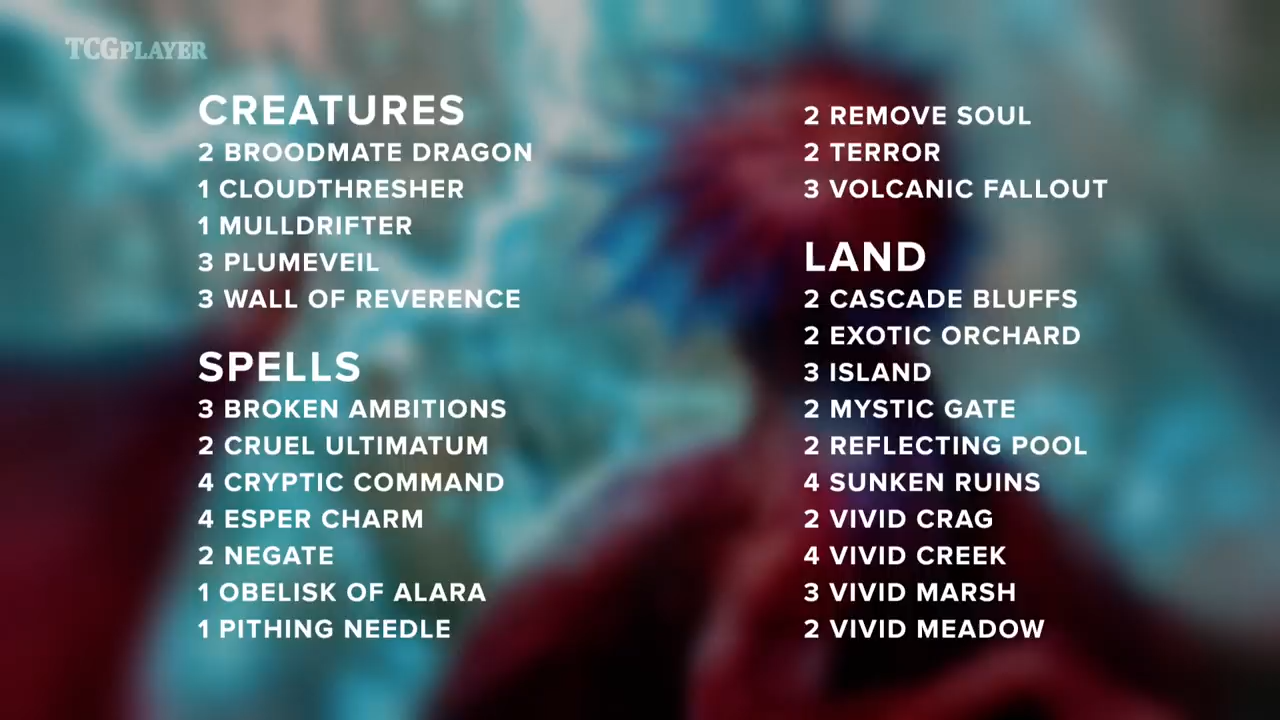 TCGPLAYER
CREATURES
2 BROODMATE DRAGON
1 CLOUDTHRESHER
1 MULLDRIFTER
3 PLUMEVEIL
3 WALL OF REVERENCE
SPELLS
3 BROKEN AMBITIONS
2 CRUEL ULTIMATUM
4 CRYPTIC COMMAND
4 ESPER CHARM
2 NEGATE
1 OBELISK OF ALARA
1 PITHING NEEDLE
2 REMOVE SOUL
2 TERROR
3 VOLCANIC FALLOUT
LAND
2 CASCADE BLUFFS
2 EXOTIC ORCHARD
3 ISLAND
2 MYSTIC GATE
2 REFLECTING POOL
4 SUNKEN RUINS
2 VIVID CRAG
4 VIVID CREEK
3 VIVID MARSH
2 VIVID MEADOW